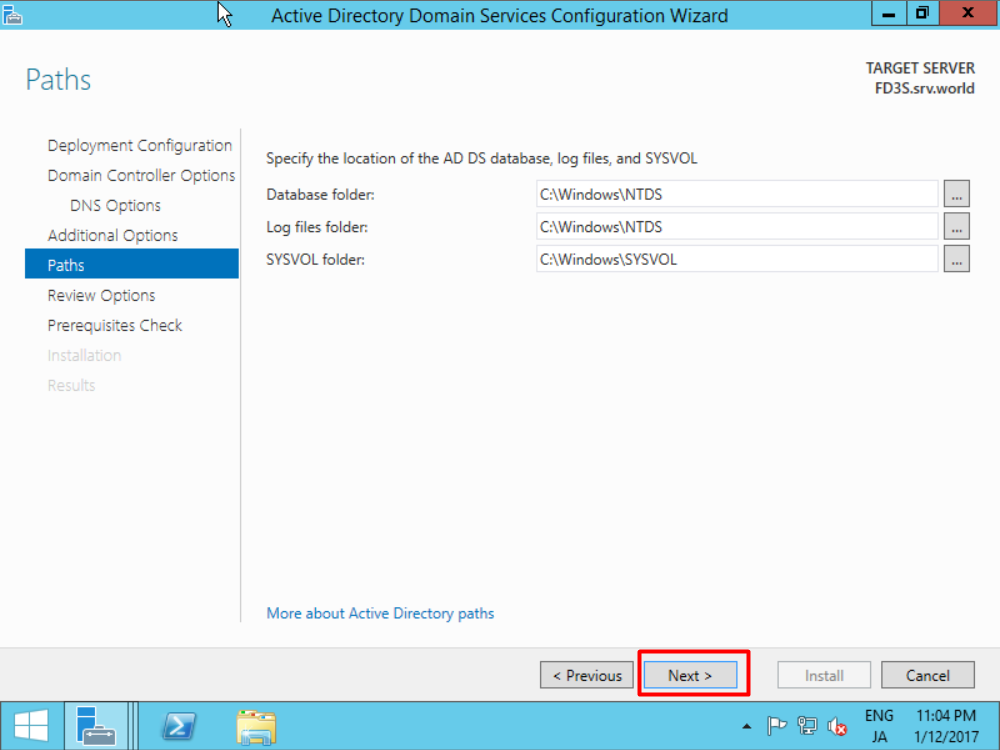 Active Directory Domain Services Configuration Wizard
Paths
TARGET SERVER
FD3S.srv.world
Deployment Configuration
Domain Controller Options
DNS Options
Additional Options
Paths
Review Options
Prerequisites Check
Installation
Results
Specify the location of the AD DS database, log files, and SYSVOL
Database folder: C:\Windows\NTDS ...
Log files folder: C:\Windows\NTDS ...
SYSVOL folder: C:\Windows\SYSVOL ...
More about Active Directory paths
< Previous Next > Install Cancel
ENG 11:04 PM
JA 1/12/2017